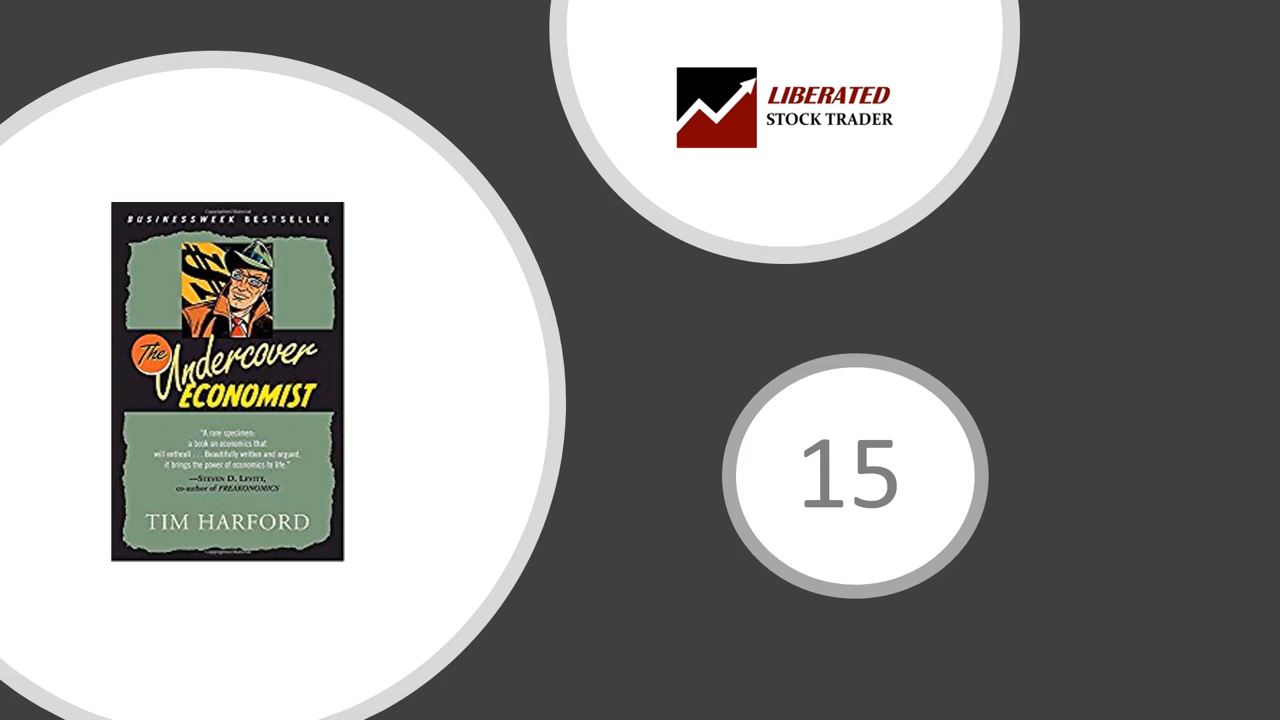 LIBERATED
STOCK TRADER
BUSINESSWEEK BESTSELLER
The
Undercover
ECONOMIST
"A rare specimen:
a book on economics that
will enthrall . . . Beautifully written and argued,
it brings the power of economics to life."
—STEVEN D. LEVITT,
co-author of FREAKONOMICS
TIM HARFORD
15